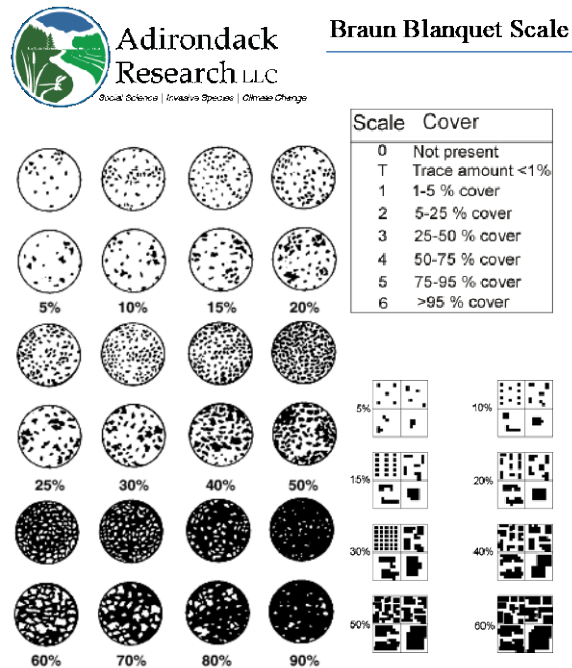 Adirondack
Research LLC
Social Science | Invasive Species | Climate Change
Braun Blanquet Scale
Scale Cover
0 Not present
T Trace amount <1%
1 1-5 % cover
2 5-25 % cover
3 25-50 % cover
4 50-75 % cover
5 75-95 % cover
6 >95 % cover
5% 10% 15% 20%
25% 30% 40% 50%
60% 70% 80% 90%
5% 10%
15% 20%
30% 40%
50% 60%